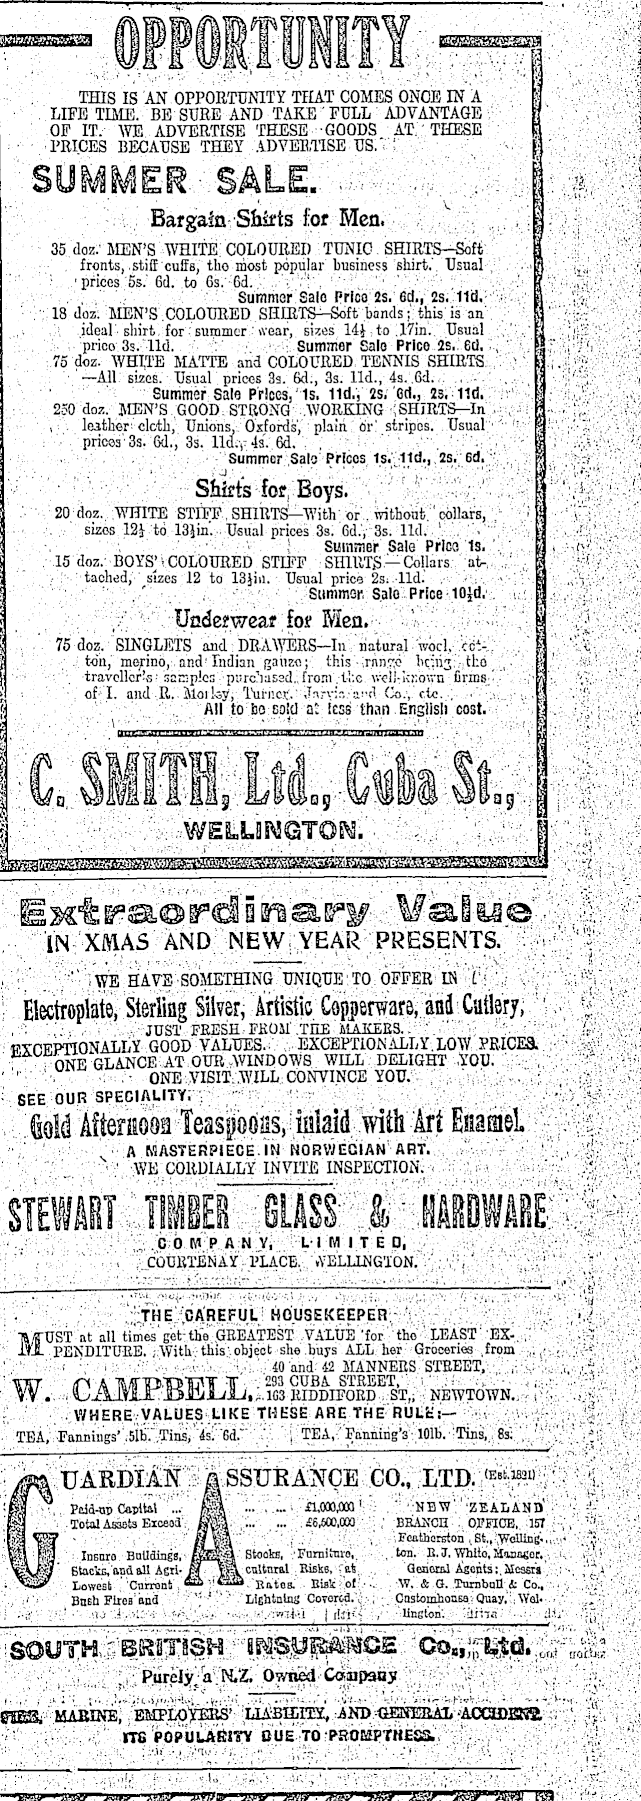 OPPORTUNITY
THIS IS AN OPPORTUNITY THAT COMES ONCE IN A
LIFE TIME. BE SURE AND TAKE FULL ADVANTAGE
OF IT. WE ADVERTISE THESE GOODS AT THESE
PRICES BECAUSE THEY ADVERTISE US.
SUMMER SALE.
Bargain Shirts for Men.
35 doz. MEN'S WHITE COLOURED TUNIC SHIRTS—Soft
fronts, stiff cuffs, the most popular business shirt. Usual
prices 5s. 6d. to 6s. 6d.
Summer Sale Price 2s. 6d., 2s. 11d.
18 doz. MEN'S COLOURED SHIRTS—Soft bands; this is an
ideal shirt for summer wear, sizes 14½ to 17in. Usual
price 3s. 11d. Summer Sale Price 2s. 6d.
75 doz. WHITE MATTE and COLOURED TENNIS SHIRTS
—All sizes. Usual prices 3s. 6d., 3s. 11d., 4s. 6d.
Summer Sale Prices, 1s. 11d., 2s. 6d., 2s. 11d.
250 doz. MEN'S GOOD STRONG WORKING SHIRTS—In
leather cloth, Unions, Oxfords, plain or stripes. Usual
prices 3s. 6d., 3s. 11d., 4s. 6d.
Summer Sale Prices 1s. 11d., 2s. 6d.
Shirts for Boys.
20 doz. WHITE STIFF SHIRTS—With or without collars,
sizes 12½ to 13½in. Usual prices 3s. 6d., 3s. 11d.
Summer Sale Price 1s.
15 doz. BOYS' COLOURED STIFF SHIRTS—Collars at-
tached, sizes 12 to 13½in. Usual price 2s. 11d.
Summer Sale Price 10½d.
Underwear for Men.
75 doz. SINGLETS and DRAWERS—In natural wool, cot-
ton, merino, and Indian gauze; this range being the
traveller's samples purchased from the well-known firms
of I. and R. Morley, Turner, Jarvis and Co., etc.
All to be sold at less than English cost.
C. SMITH, Ltd., Cuba St.,
WELLINGTON.
Extraordinary Value
IN XMAS AND NEW YEAR PRESENTS.
WE HAVE SOMETHING UNIQUE TO OFFER IN
Electroplate, Sterling Silver, Artistic Copperware, and Cutlery,
JUST FRESH FROM THE MAKERS.
EXCEPTIONALLY GOOD VALUES. EXCEPTIONALLY LOW PRICES.
ONE GLANCE AT OUR WINDOWS WILL DELIGHT YOU.
ONE VISIT WILL CONVINCE YOU.
SEE OUR SPECIALITY.
Gold Afternoon Teaspoons, inlaid with Art Enamel.
A MASTERPIECE IN NORWEGIAN ART.
WE CORDIALLY INVITE INSPECTION.
STEWART TIMBER GLASS & HARDWARE
COMPANY, LIMITED,
COURTENAY PLACE, WELLINGTON.
THE CAREFUL HOUSEKEEPER
MUST at all times get the GREATEST VALUE for the LEAST EX-
PENDITURE. With this object she buys ALL her Groceries from
40 and 42 MANNERS STREET,
W. CAMPBELL, 293 CUBA STREET,
163 RIDDIFORD ST., NEWTOWN.
WHERE VALUES LIKE THESE ARE THE RULE:—
TEA, Fannings' 5lb. Tins, 4s. 6d. TEA, Fanning's 10lb. Tins, 8s.
GUARDIAN ASSURANCE CO., LTD. (Est. 1821)
Paid-up Capital ... ... ... £1,000,000
Total Assets Exceed ... ... £6,500,000
Insure Buildings, Stocks, Furniture,
Stacks, and all Agri- cultural Risks, at
Lowest Current Rates. Risk of
Bush Fires and Lightning Covered.
NEW ZEALAND
BRANCH OFFICE, 157
Featherston St., Welling-
ton. R. J. White, Manager.
General Agents: Messrs
W. & G. Turnbull & Co.,
Customhouse Quay, Wel-
lington.
SOUTH BRITISH INSURANCE Co., Ltd.
Purely a N.Z. Owned Company
FIRE, MARINE, EMPLOYERS' LIABILITY, AND GENERAL ACCIDENT.
ITS POPULARITY DUE TO PROMPTNESS.